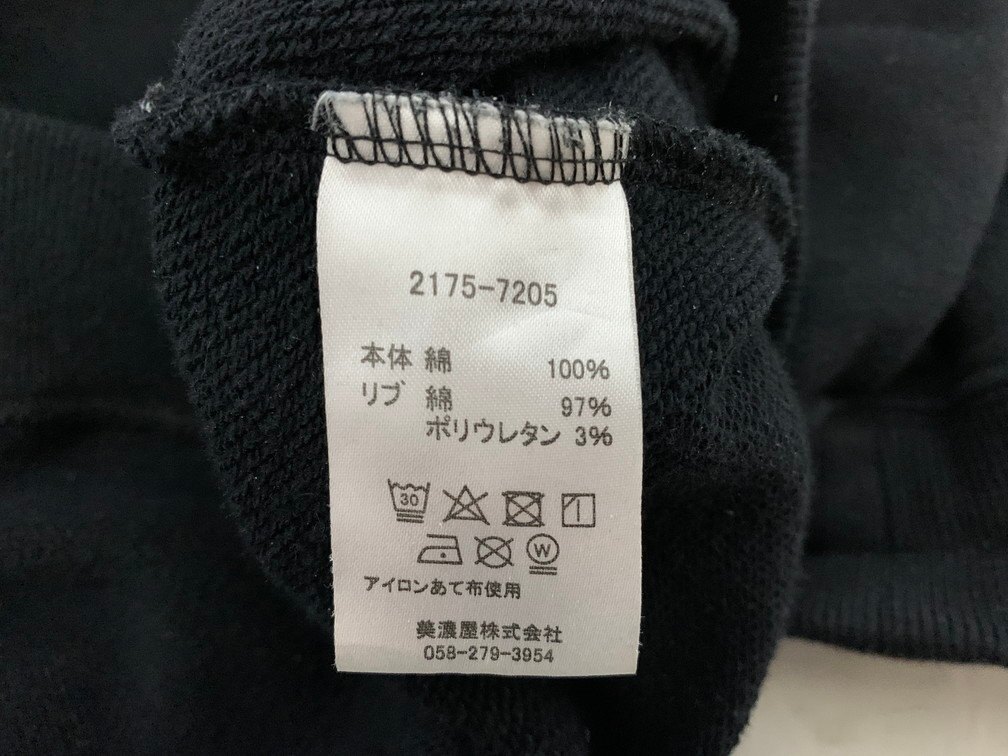 2175-7205
本体 綿 100%
リブ 綿 97%
ポリウレタン 3%
30
W
アイロンあて布使用
美濃屋株式会社
058-279-3954